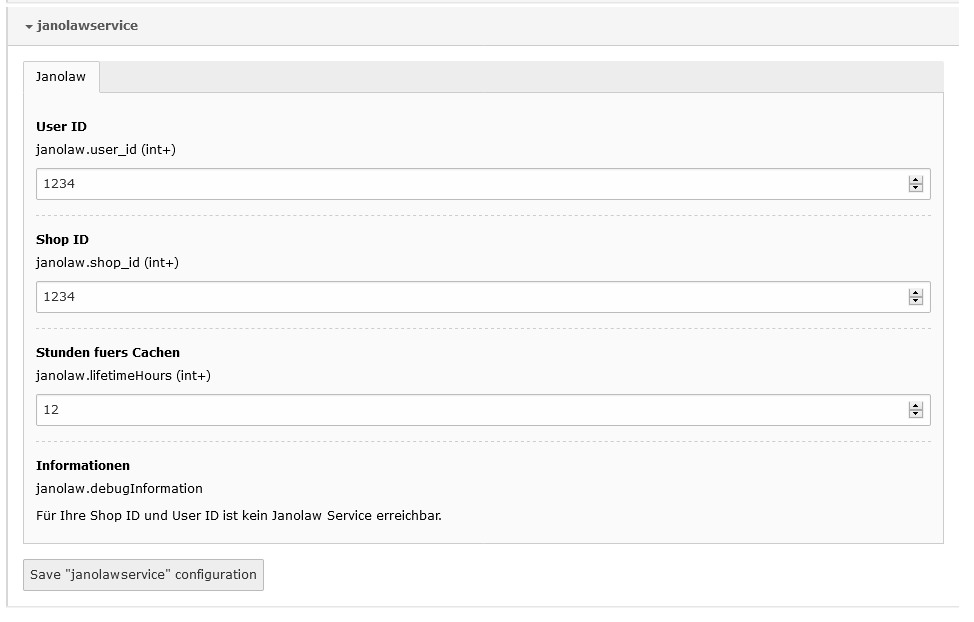 janolawservice
Janolaw
User ID
janolaw.user_id (int+)
1234
Shop ID
janolaw.shop_id (int+)
1234
Stunden fuers Cachen
janolaw.lifetimeHours (int+)
12
Informationen
janolaw.debugInformation
Für Ihre Shop ID und User ID ist kein Janolaw Service erreichbar.
Save "janolawservice" configuration